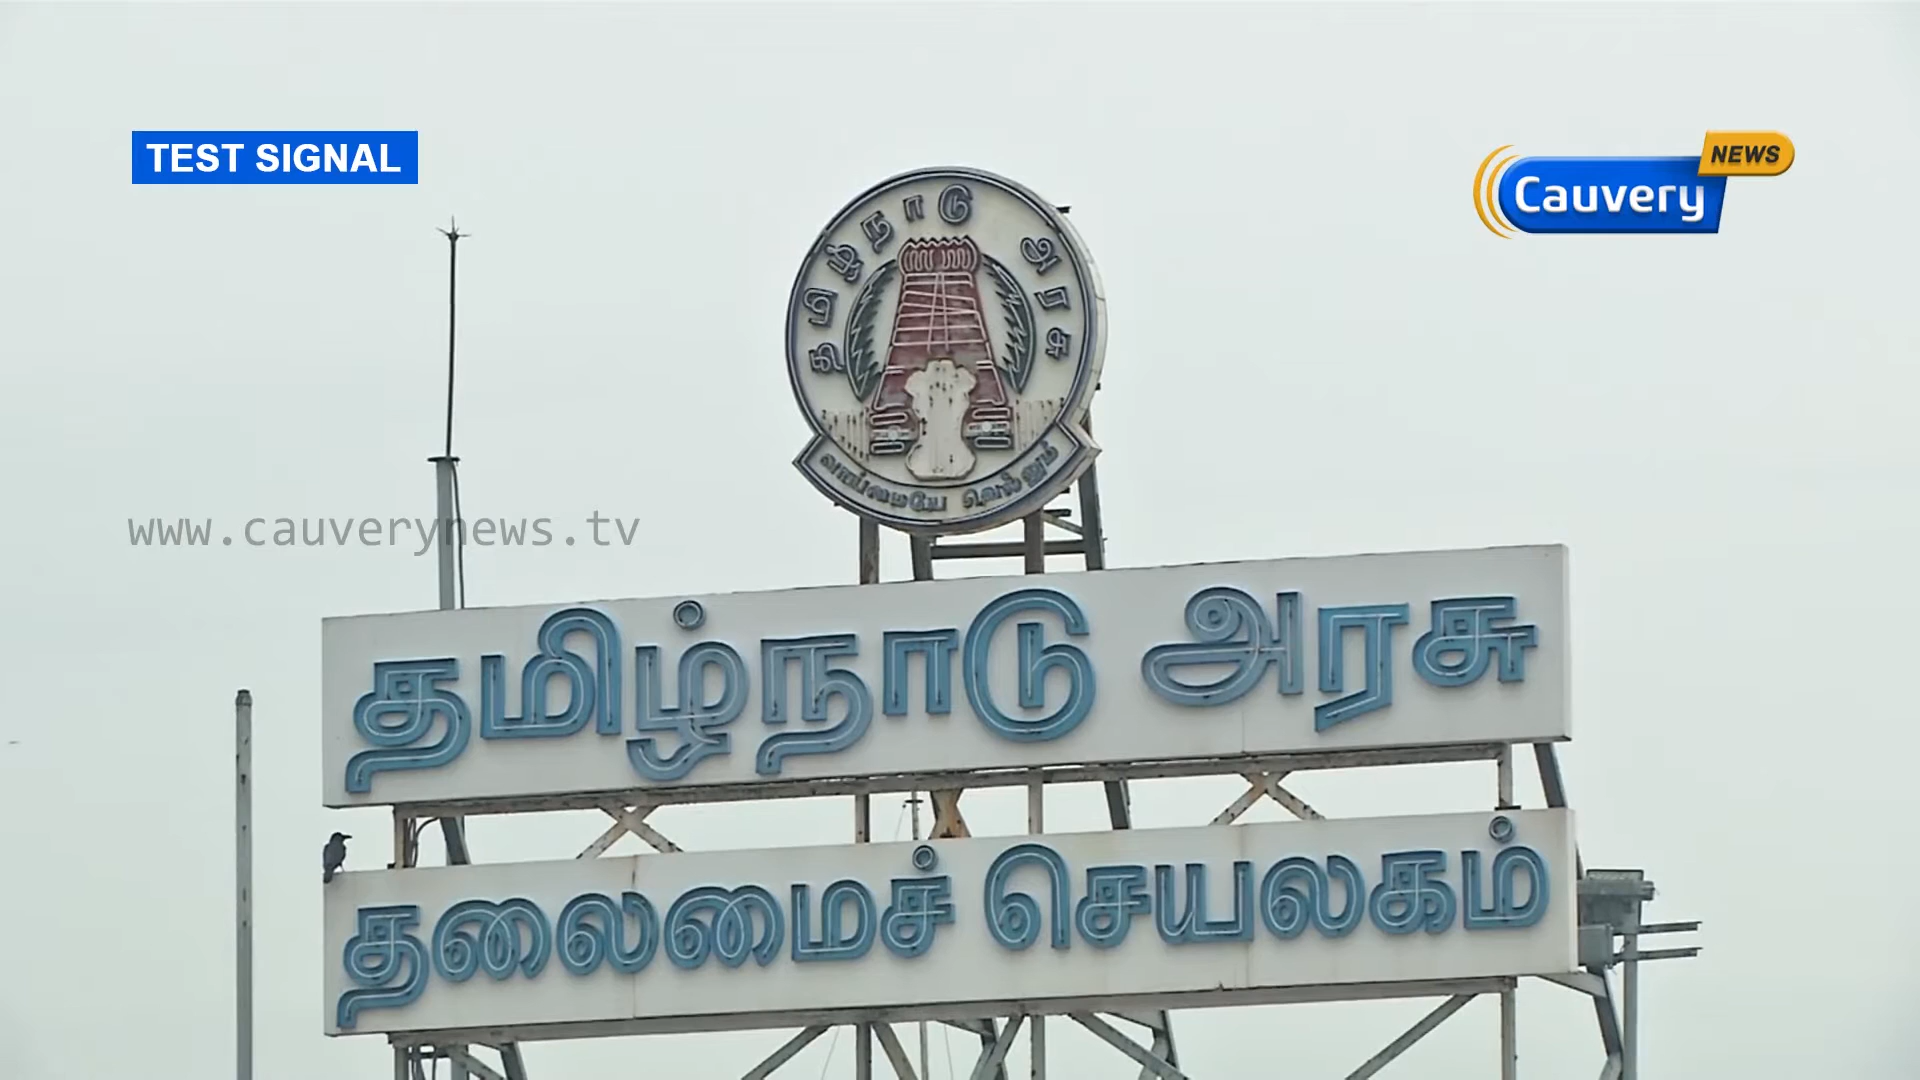 TEST SIGNAL
NEWS
Cauvery
தமிழ்நாடு அரசு
வாய்மையே வெல்லும்
www.cauverynews.tv
தமிழ்நாடு அரசு
தலைமைச் செயலகம்